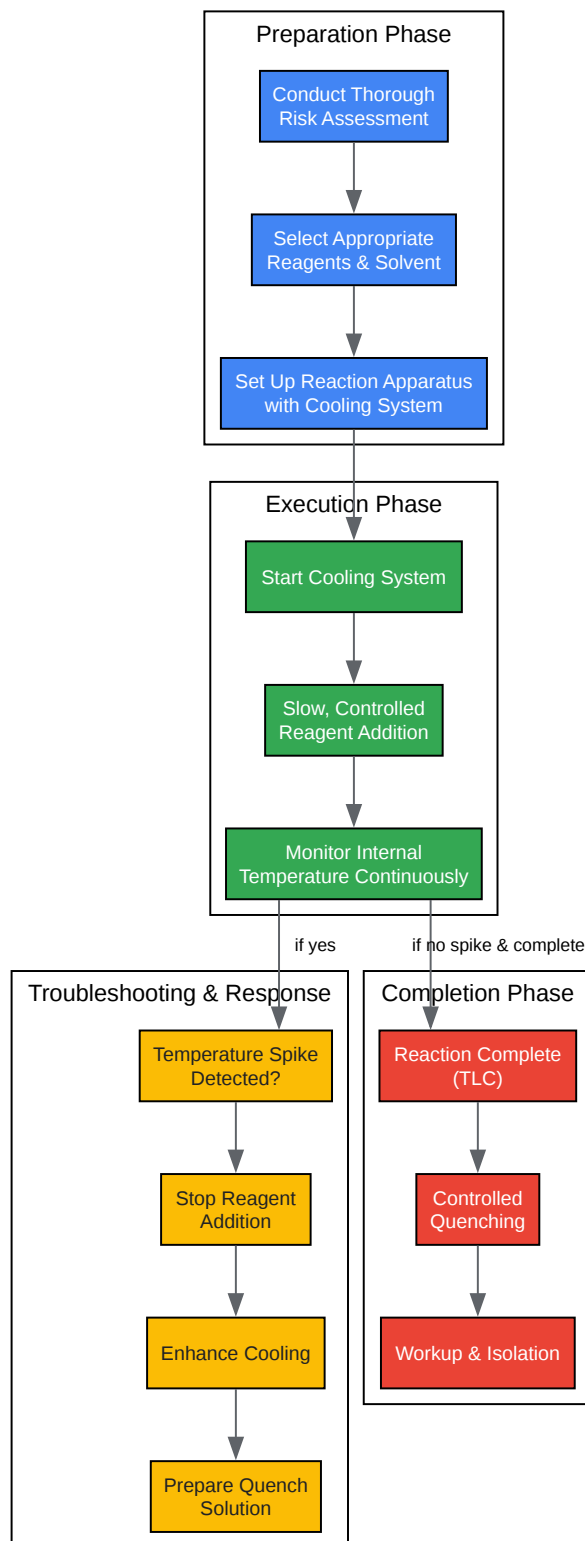 Preparation Phase
Conduct Thorough
Risk Assessment
Select Appropriate
Reagents & Solvent
Set Up Reaction Apparatus
with Cooling System
Execution Phase
Start Cooling System
Slow, Controlled
Reagent Addition
Monitor Internal
Temperature Continuously
if yes
if no spike & complete
Troubleshooting & Response
Temperature Spike
Detected?
Stop Reagent
Addition
Enhance Cooling
Prepare Quench
Solution
Completion Phase
Reaction Complete
(TLC)
Controlled
Quenching
Workup & Isolation